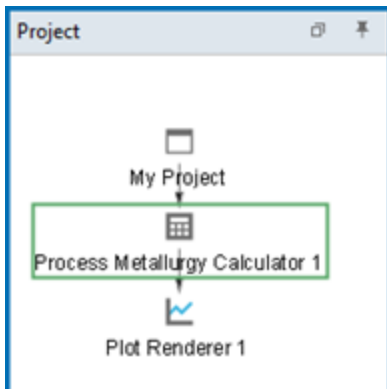 Project
My Project
Process Metallurgy Calculator 1
Plot Renderer 1